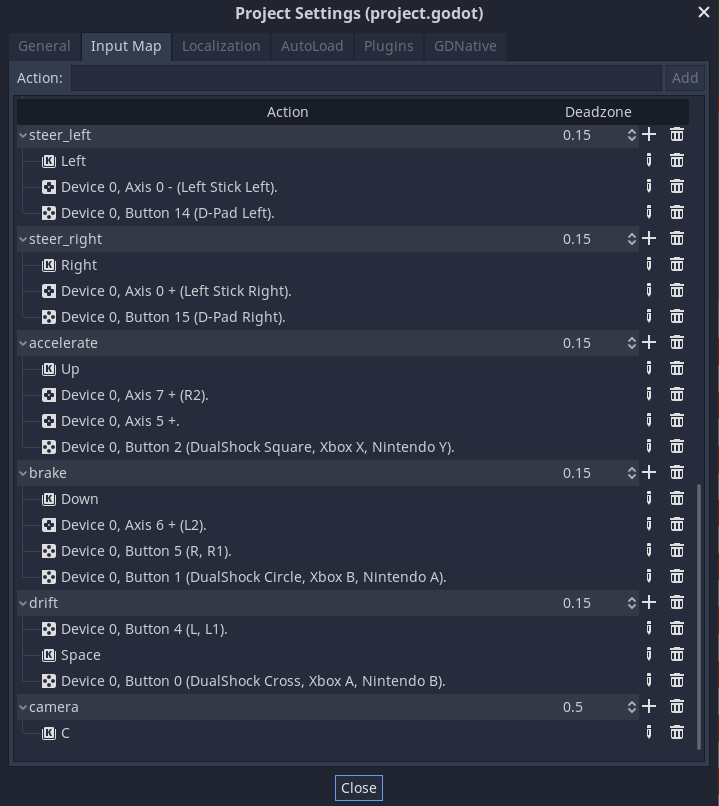 Project Settings (project.godot)
General Input Map Localization AutoLoad Plugins GDNative
Action: Add
Action Deadzone
steer_left 0.15
Left
Device 0, Axis 0 - (Left Stick Left).
Device 0, Button 14 (D-Pad Left).
steer_right 0.15
Right
Device 0, Axis 0 + (Left Stick Right).
Device 0, Button 15 (D-Pad Right).
accelerate 0.15
Up
Device 0, Axis 7 + (R2).
Device 0, Axis 5 +.
Device 0, Button 2 (DualShock Square, Xbox X, Nintendo Y).
brake 0.15
Down
Device 0, Axis 6 + (L2).
Device 0, Button 5 (R, R1).
Device 0, Button 1 (DualShock Circle, Xbox B, Nintendo A).
drift 0.15
Device 0, Button 4 (L, L1).
Space
Device 0, Button 0 (DualShock Cross, Xbox A, Nintendo B).
camera 0.5
C
Close